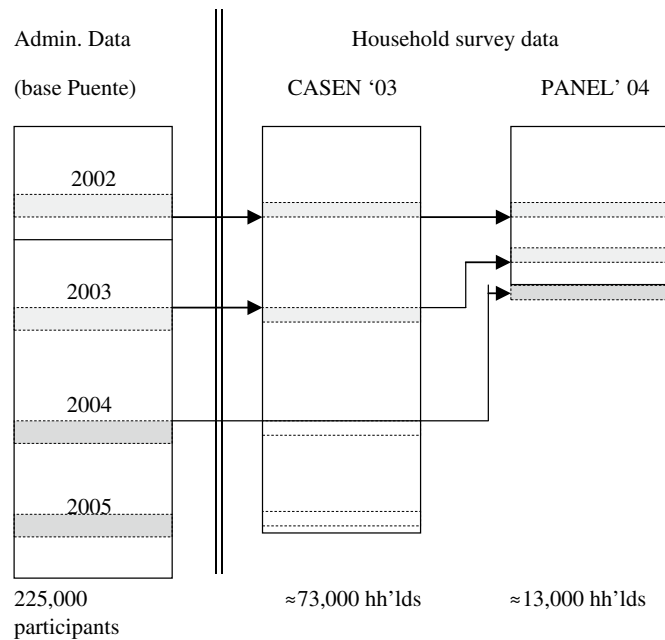 Admin. Data
(base Puente)
Household survey data
CASEN ‘03
PANEL’ 04
2002
2003
2004
2005
225,000
participants
≈73,000 hh’lds
≈13,000 hh’lds